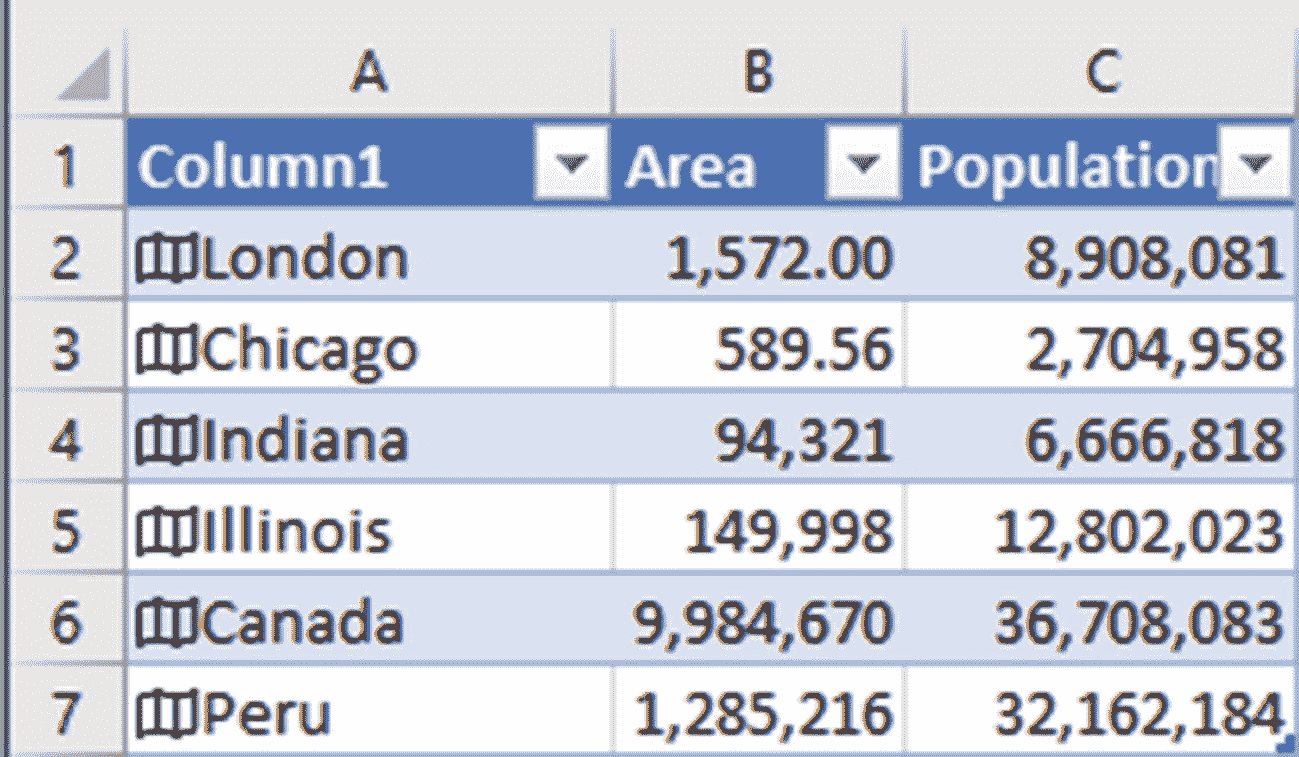 A B C
1 Column1 Area Population
2 London 1,572.00 8,908,081
3 Chicago 589.56 2,704,958
4 Indiana 94,321 6,666,818
5 Illinois 149,998 12,802,023
6 Canada 9,984,670 36,708,083
7 Peru 1,285,216 32,162,184